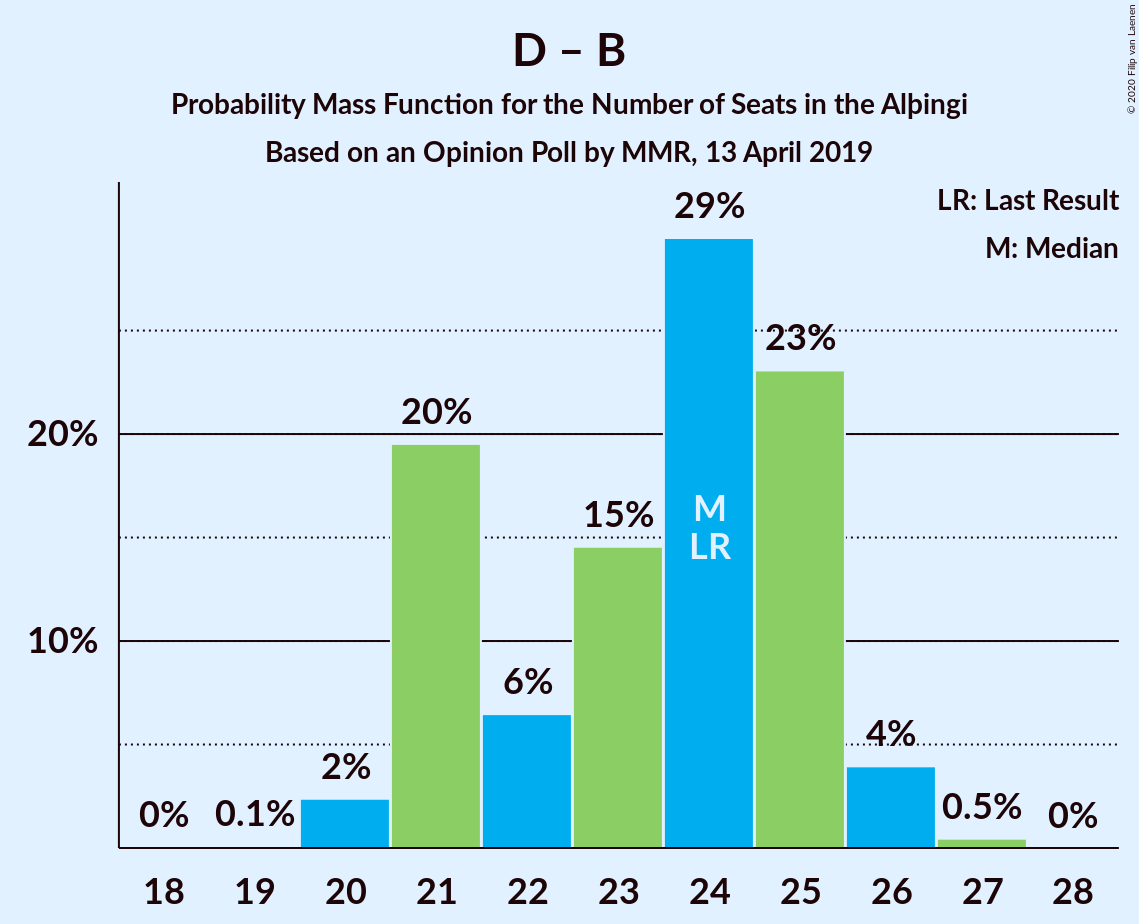 D – B
Probability Mass Function for the Number of Seats in the Alþingi
Based on an Opinion Poll by MMR, 13 April 2019
© 2020 Filip van Laenen
LR: Last Result
M: Median
29%
23%
20%
20%
15%
M
LR
10%
6%
4%
2%
0%
0.1%
0.5%
0%
18 19 20 21 22 23 24 25 26 27 28